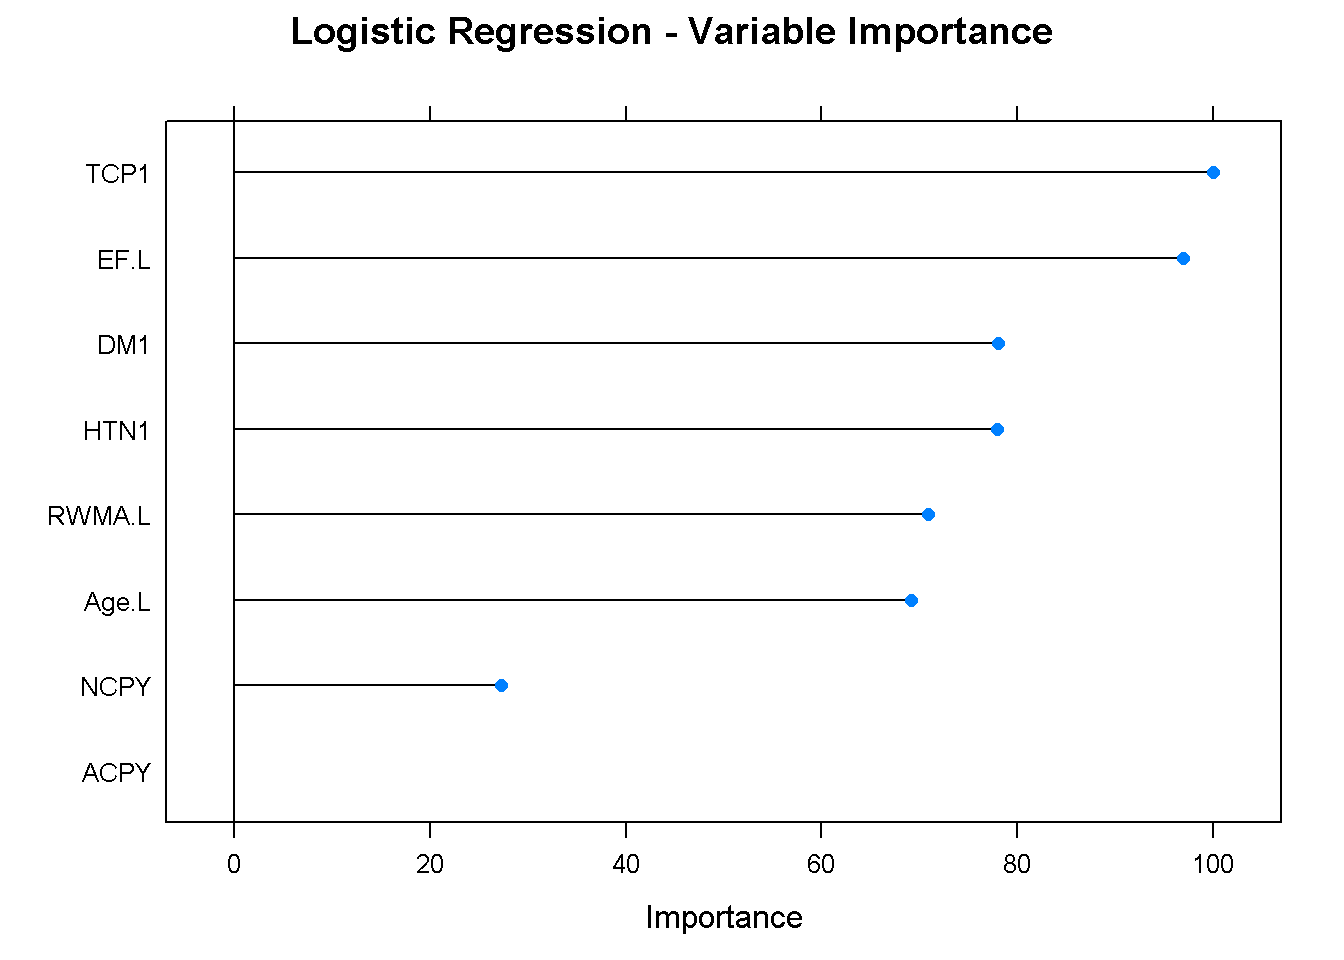 Logistic Regression - Variable Importance
TCP1
EF.L
DM1
HTN1
RWMA.L
Age.L
NCPY
ACPY
0 20 40 60 80 100
Importance